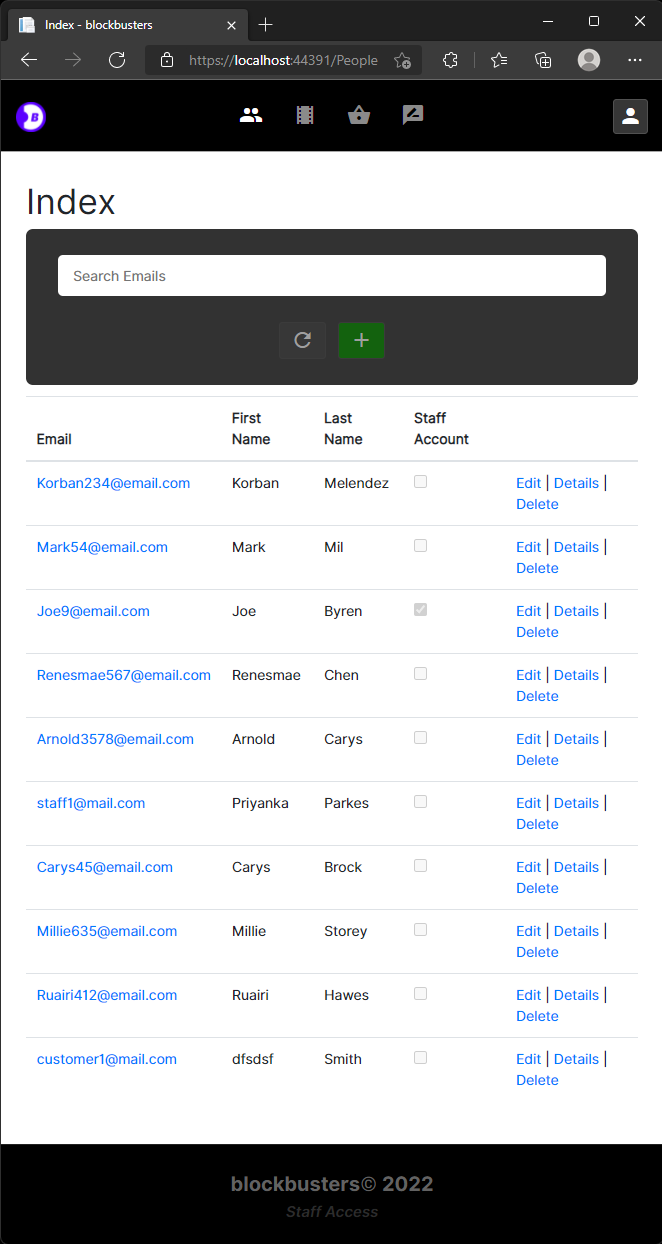 Index - blockbusters
https://localhost:44391/People
B
Index
Search Emails
Email First Name Last Name Staff Account
Korban234@email.com Korban Melendez Edit | Details |
Delete
Mark54@email.com Mark Mil Edit | Details |
Delete
Joe9@email.com Joe Byren Edit | Details |
Delete
Renesmae567@email.com Renesmae Chen Edit | Details |
Delete
Arnold3578@email.com Arnold Carys Edit | Details |
Delete
staff1@mail.com Priyanka Parkes Edit | Details |
Delete
Carys45@email.com Carys Brock Edit | Details |
Delete
Millie635@email.com Millie Storey Edit | Details |
Delete
Ruairi412@email.com Ruairi Hawes Edit | Details |
Delete
customer1@mail.com dfsdsf Smith Edit | Details |
Delete
blockbusters© 2022
Staff Access